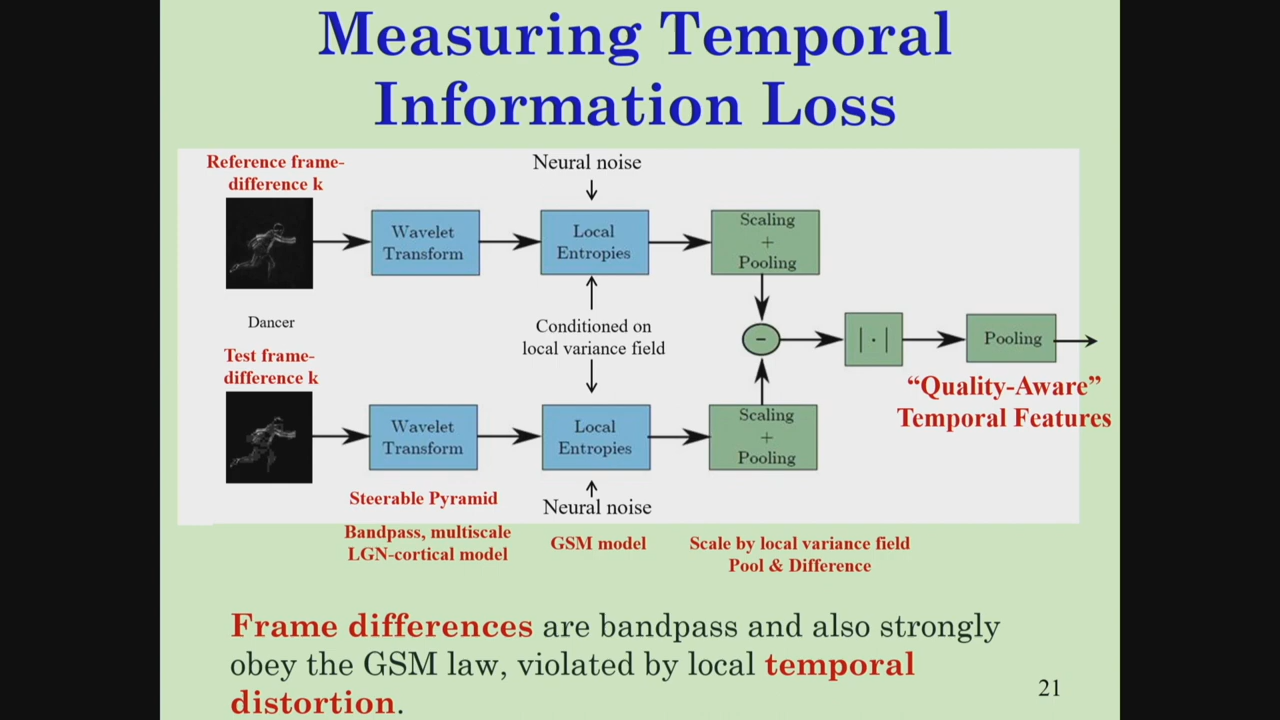 Measuring Temporal
Information Loss
Reference frame-
difference k
Neural noise
Wavelet
Transform
Local
Entropies
Scaling
+
Pooling
Dancer
Conditioned on
local variance field
−
| · |
Pooling
Test frame-
difference k
"Quality-Aware"
Temporal Features
Wavelet
Transform
Local
Entropies
Scaling
+
Pooling
Steerable Pyramid
Neural noise
Bandpass, multiscale
LGN-cortical model
GSM model
Scale by local variance field
Pool & Difference
Frame differences are bandpass and also strongly
obey the GSM law, violated by local temporal
distortion.
21